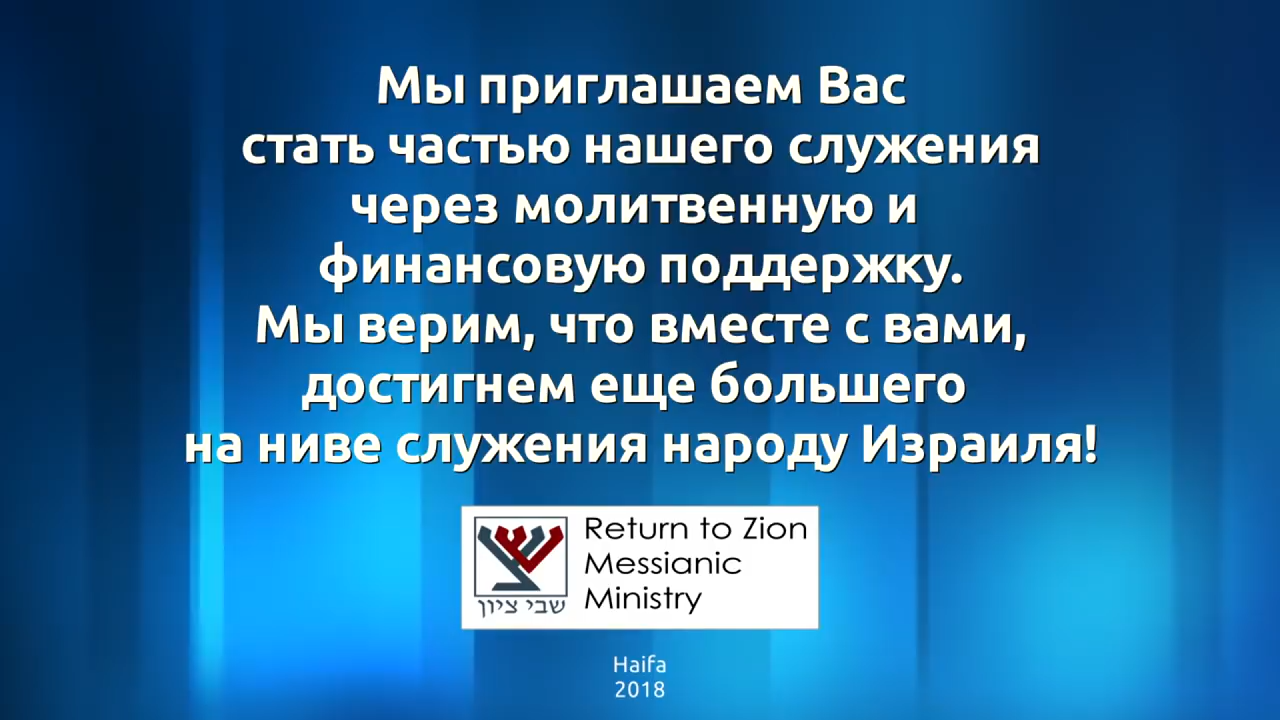 Мы приглашаем Вас
стать частью нашего служения
через молитвенную и
финансовую поддержку.
Мы верим, что вместе с вами,
достигнем еще большего
на ниве служения народу Израиля!
Return to Zion
Messianic
Ministry
שבי ציון
Haifa
2018